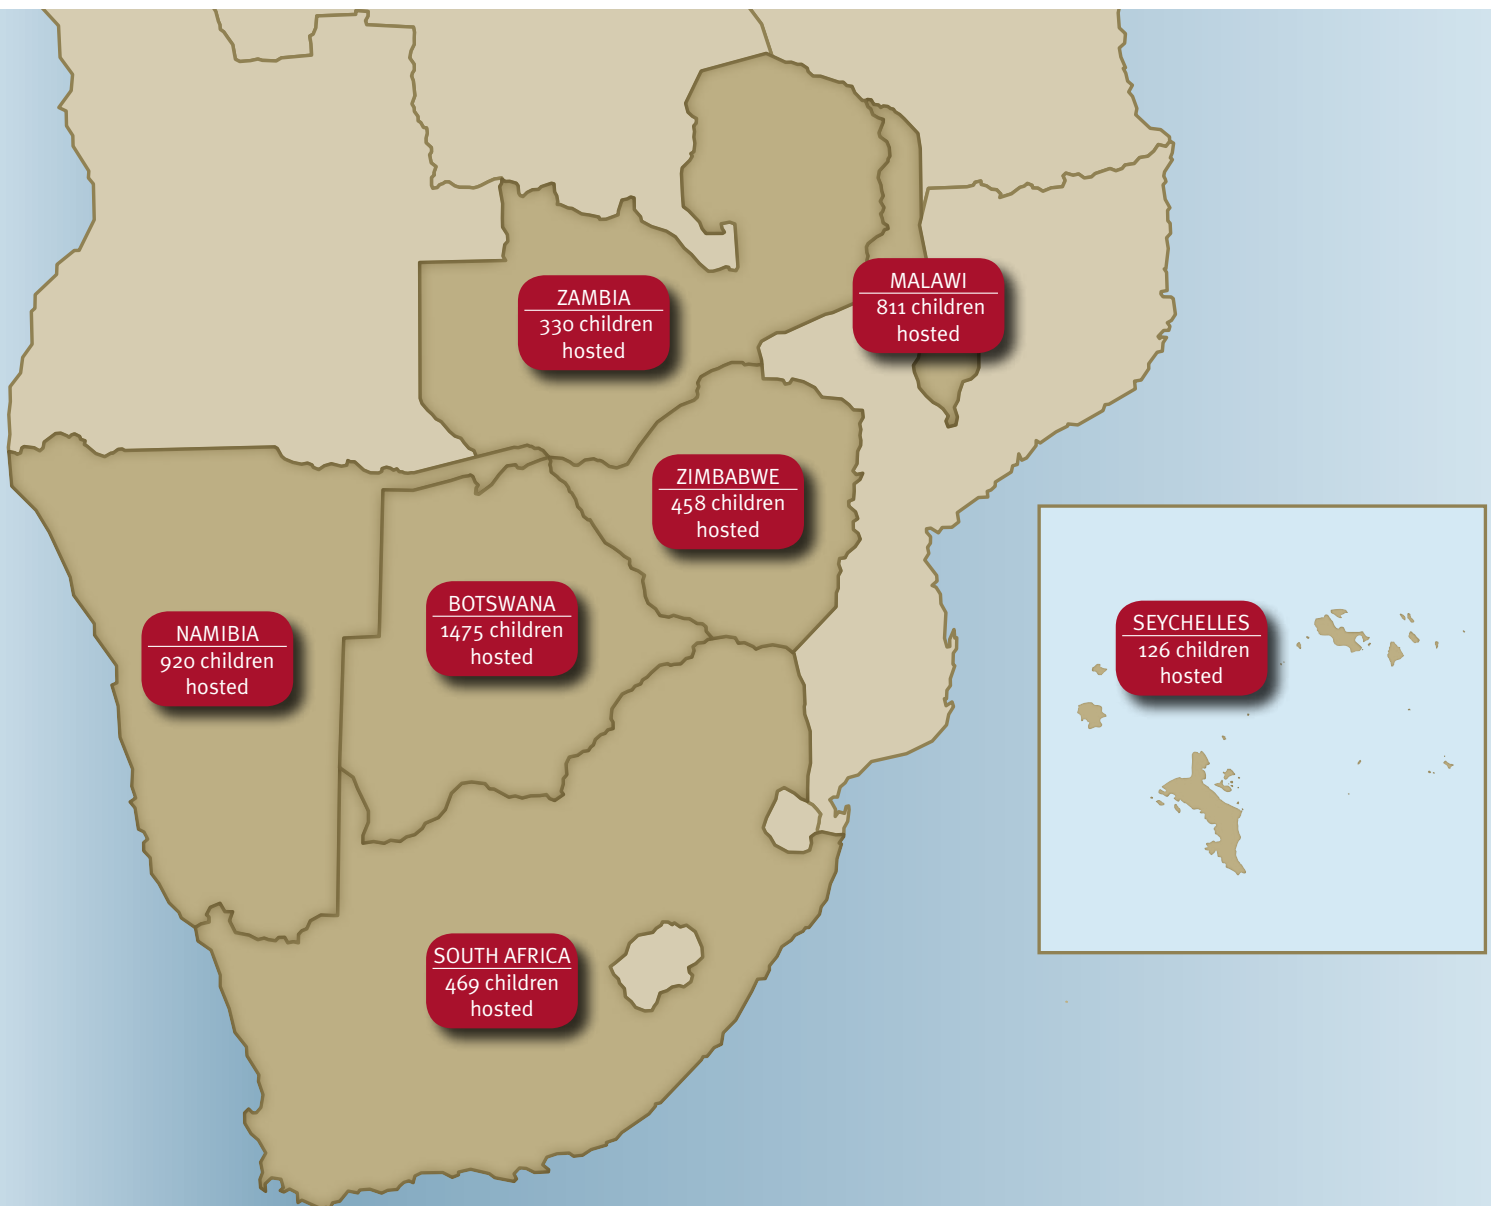 ZAMBIA
330 children
hosted
MALAWI
811 children
hosted
ZIMBABWE
458 children
hosted
BOTSWANA
1475 children
hosted
NAMIBIA
920 children
hosted
SEYCHELLES
126 children
hosted
SOUTH AFRICA
469 children
hosted